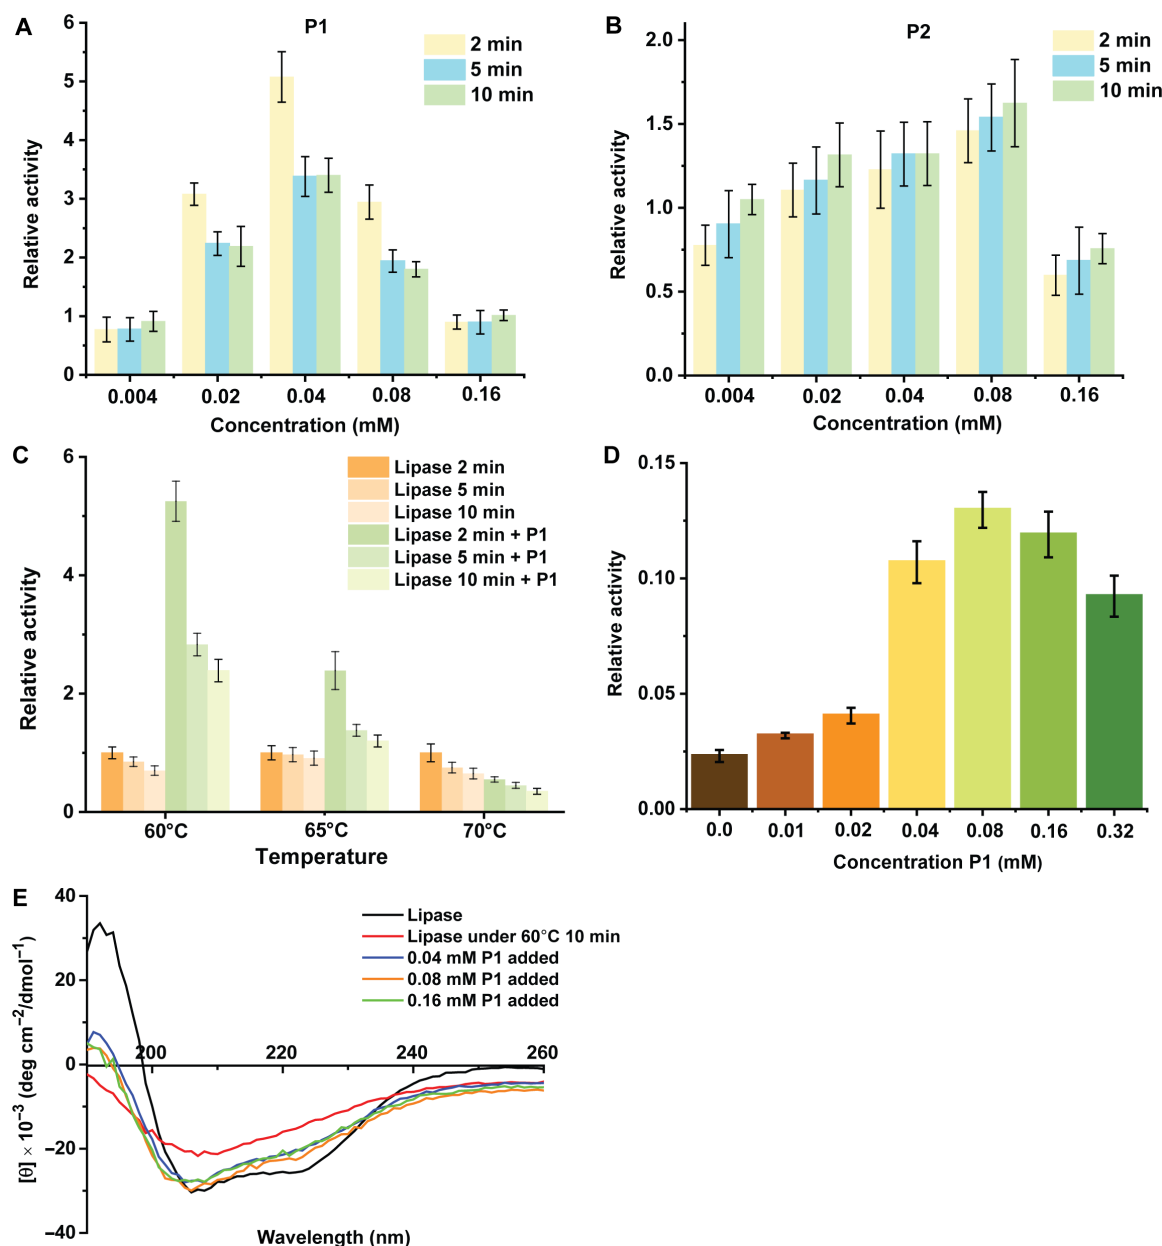 A
P1
2 min
5 min
10 min
6
5
4
3
2
1
0
Relative activity
0.004 0.02 0.04 0.08 0.16
Concentration (mM)
B
P2
2 min
5 min
10 min
2.0
1.5
1.0
0.5
0.0
Relative activity
0.004 0.02 0.04 0.08 0.16
Concentration (mM)
C
Lipase 2 min
Lipase 5 min
Lipase 10 min
Lipase 2 min + P1
Lipase 5 min + P1
Lipase 10 min + P1
6
4
2
0
Relative activity
60°C 65°C 70°C
Temperature
D
0.15
0.10
0.05
0.00
Relative activity
0.0 0.01 0.02 0.04 0.08 0.16 0.32
Concentration P1 (mM)
E
Lipase
Lipase under 60°C 10 min
0.04 mM P1 added
0.08 mM P1 added
0.16 mM P1 added
40
20
0
−20
−40
[θ] × 10⁻³ (deg cm⁻²/dmol⁻¹)
200 220 240 260
Wavelength (nm)